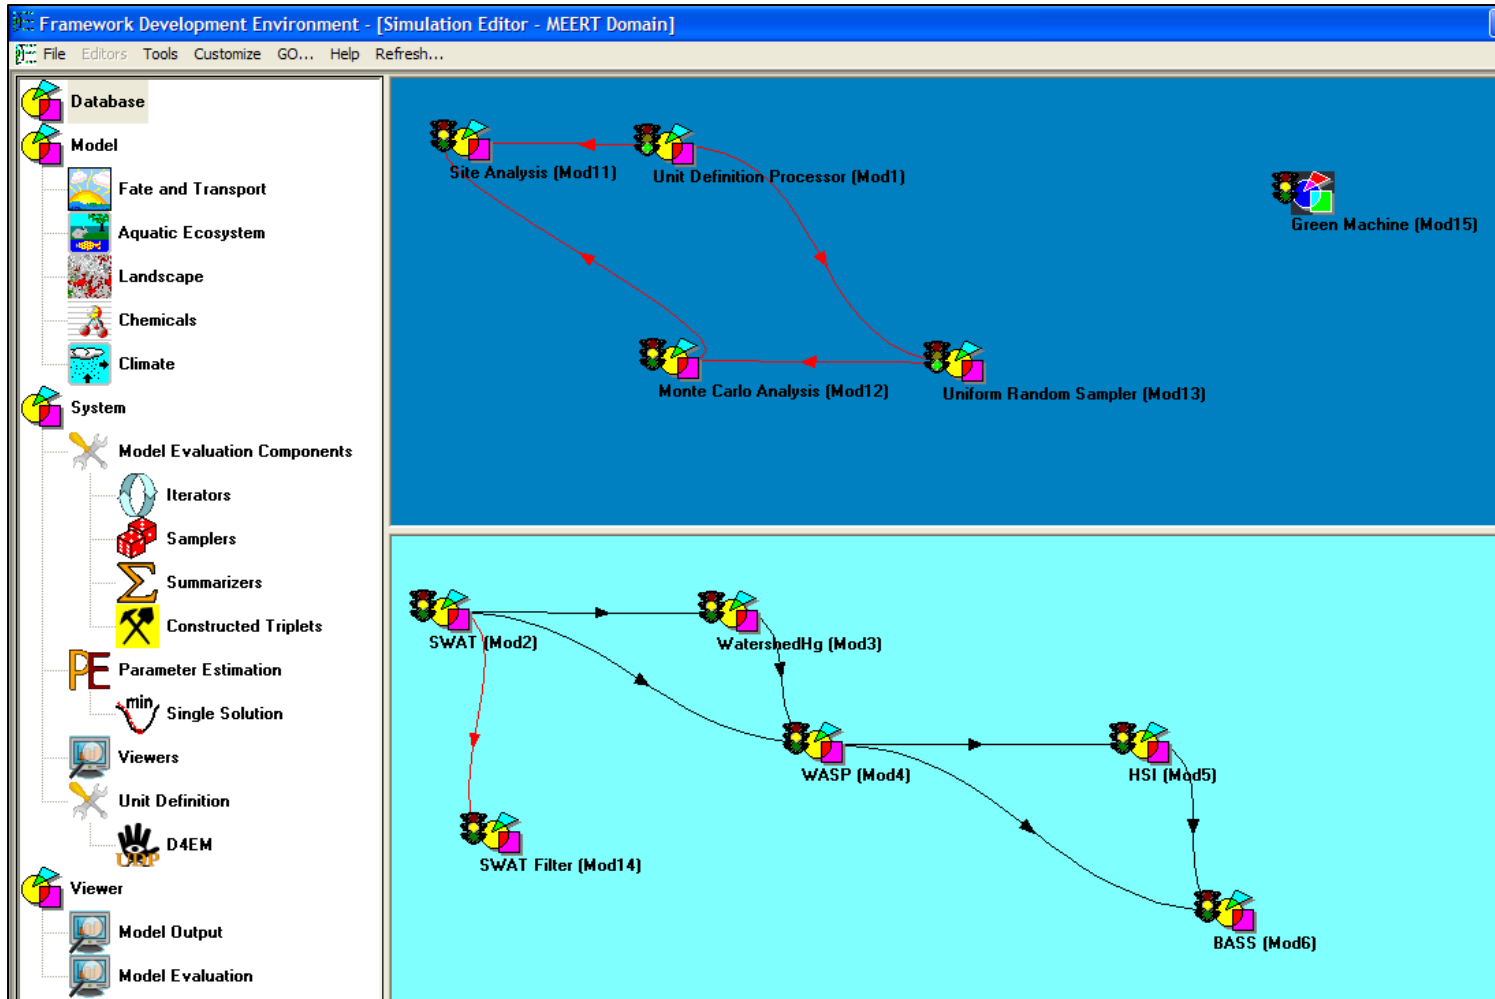 Framework Development Environment - [Simulation Editor - MEERT Domain]
File Editors Tools Customize GO... Help Refresh...
Database
Model
Fate and Transport
Aquatic Ecosystem
Landscape
Chemicals
Climate
System
Model Evaluation Components
Iterators
Samplers
Summarizers
Constructed Triplets
PE Parameter Estimation
min Single Solution
Viewers
Unit Definition
UDP D4EM
Viewer
Model Output
Model Evaluation
Site Analysis (Mod11)
Unit Definition Processor (Mod1)
Green Machine (Mod15)
Monte Carlo Analysis (Mod12)
Uniform Random Sampler (Mod13)
SWAT (Mod2)
WatershedHg (Mod3)
WASP (Mod4)
HSI (Mod5)
SWAT Filter (Mod14)
BASS (Mod6)